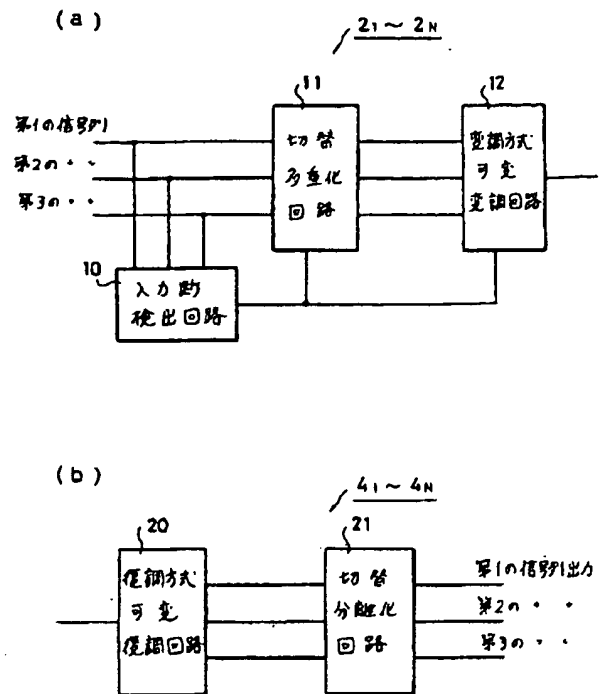 (a)
2₁～2N
11
12
第1の信号列
第2の・・
第3の・・
切替
多重化
回路
変調方式
可変
変調回路
10
入力断
検出回路
(b)
4₁～4N
20
21
復調方式
可変
復調回路
切替
分離化
回路
第1の信号列出力
第2の・・
第3の・・